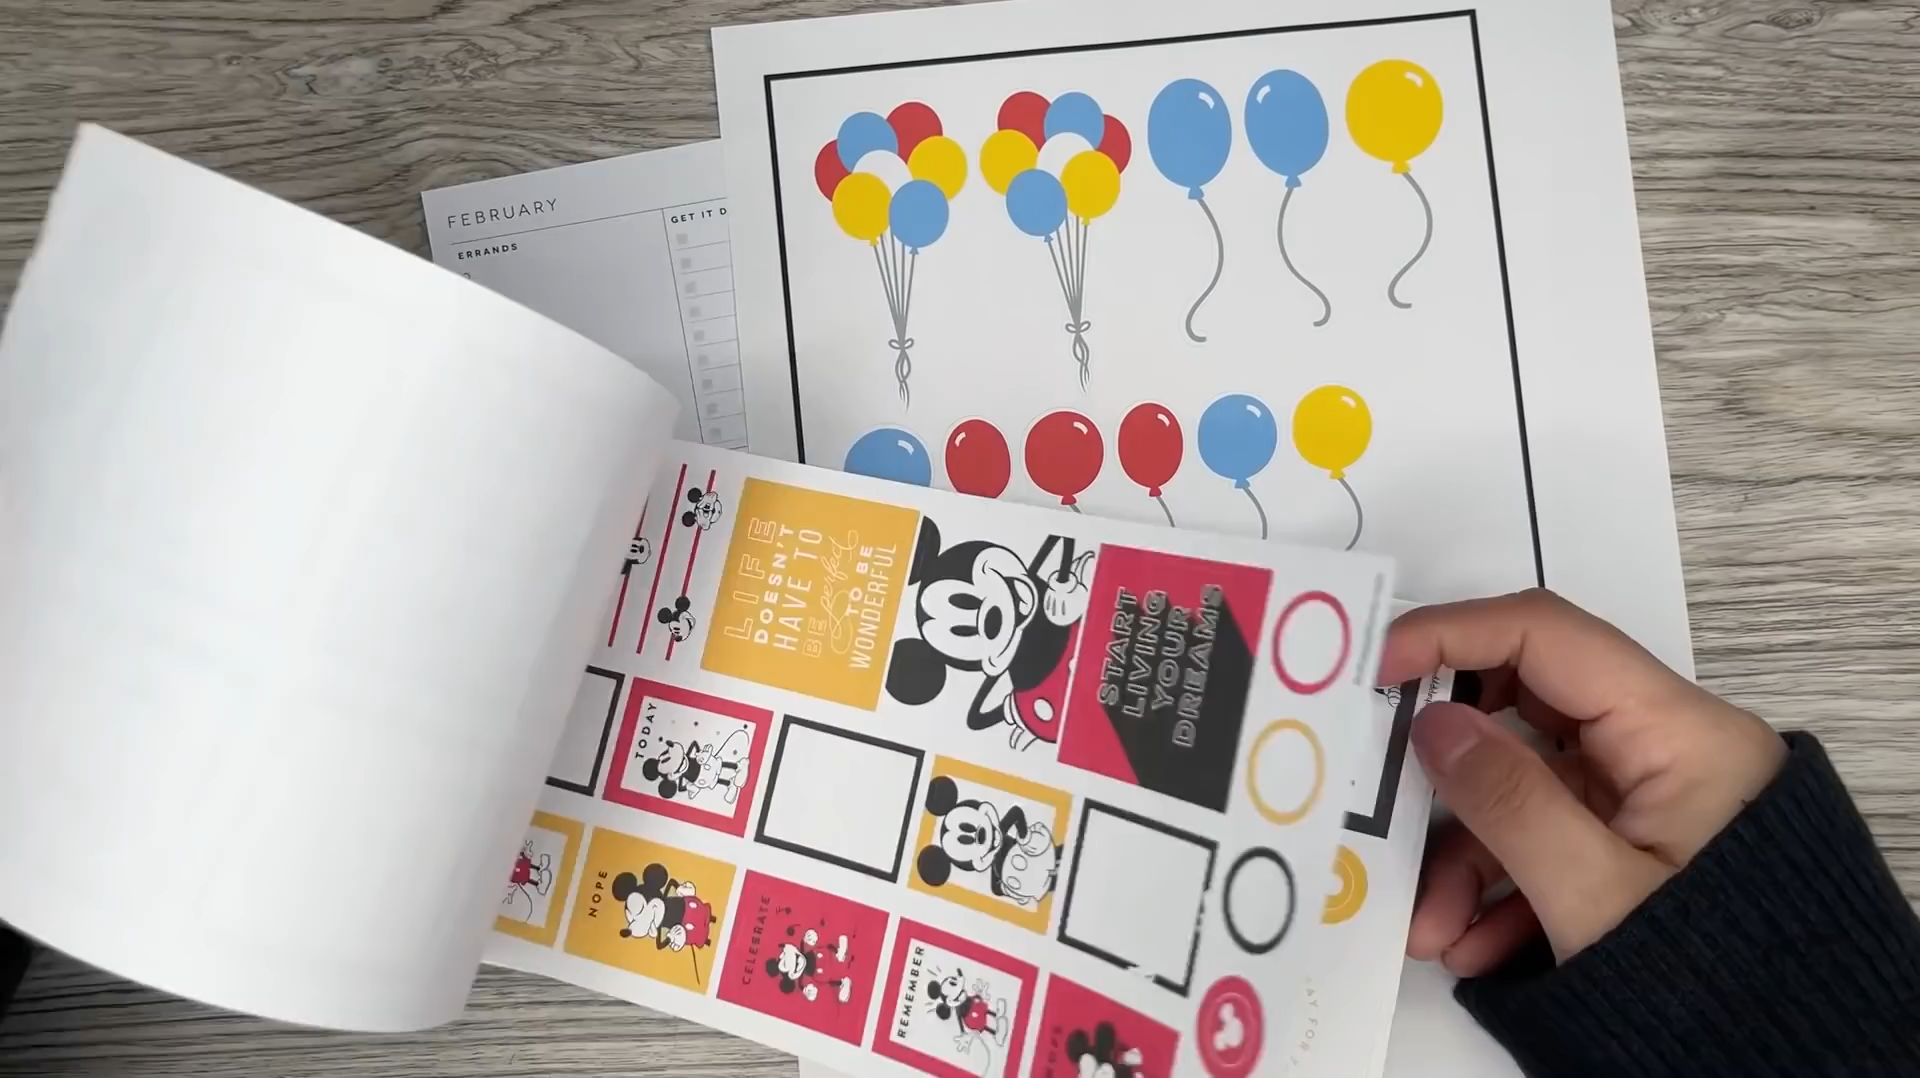 FEBRUARY
ERRANDS
GET IT D
LIFE
DOESN'T
HAVE TO
BE perfect
TO BE
WONDERFUL
START
LIVING
YOUR
DREAMS
TODAY
NOPE
CELEBRATE
REMEMBER